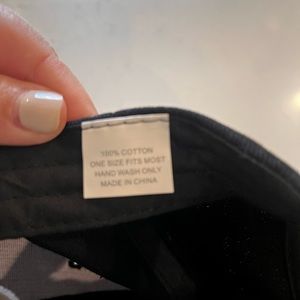 100% COTTON
ONE SIZE FITS MOST
HAND WASH ONLY
MADE IN CHINA